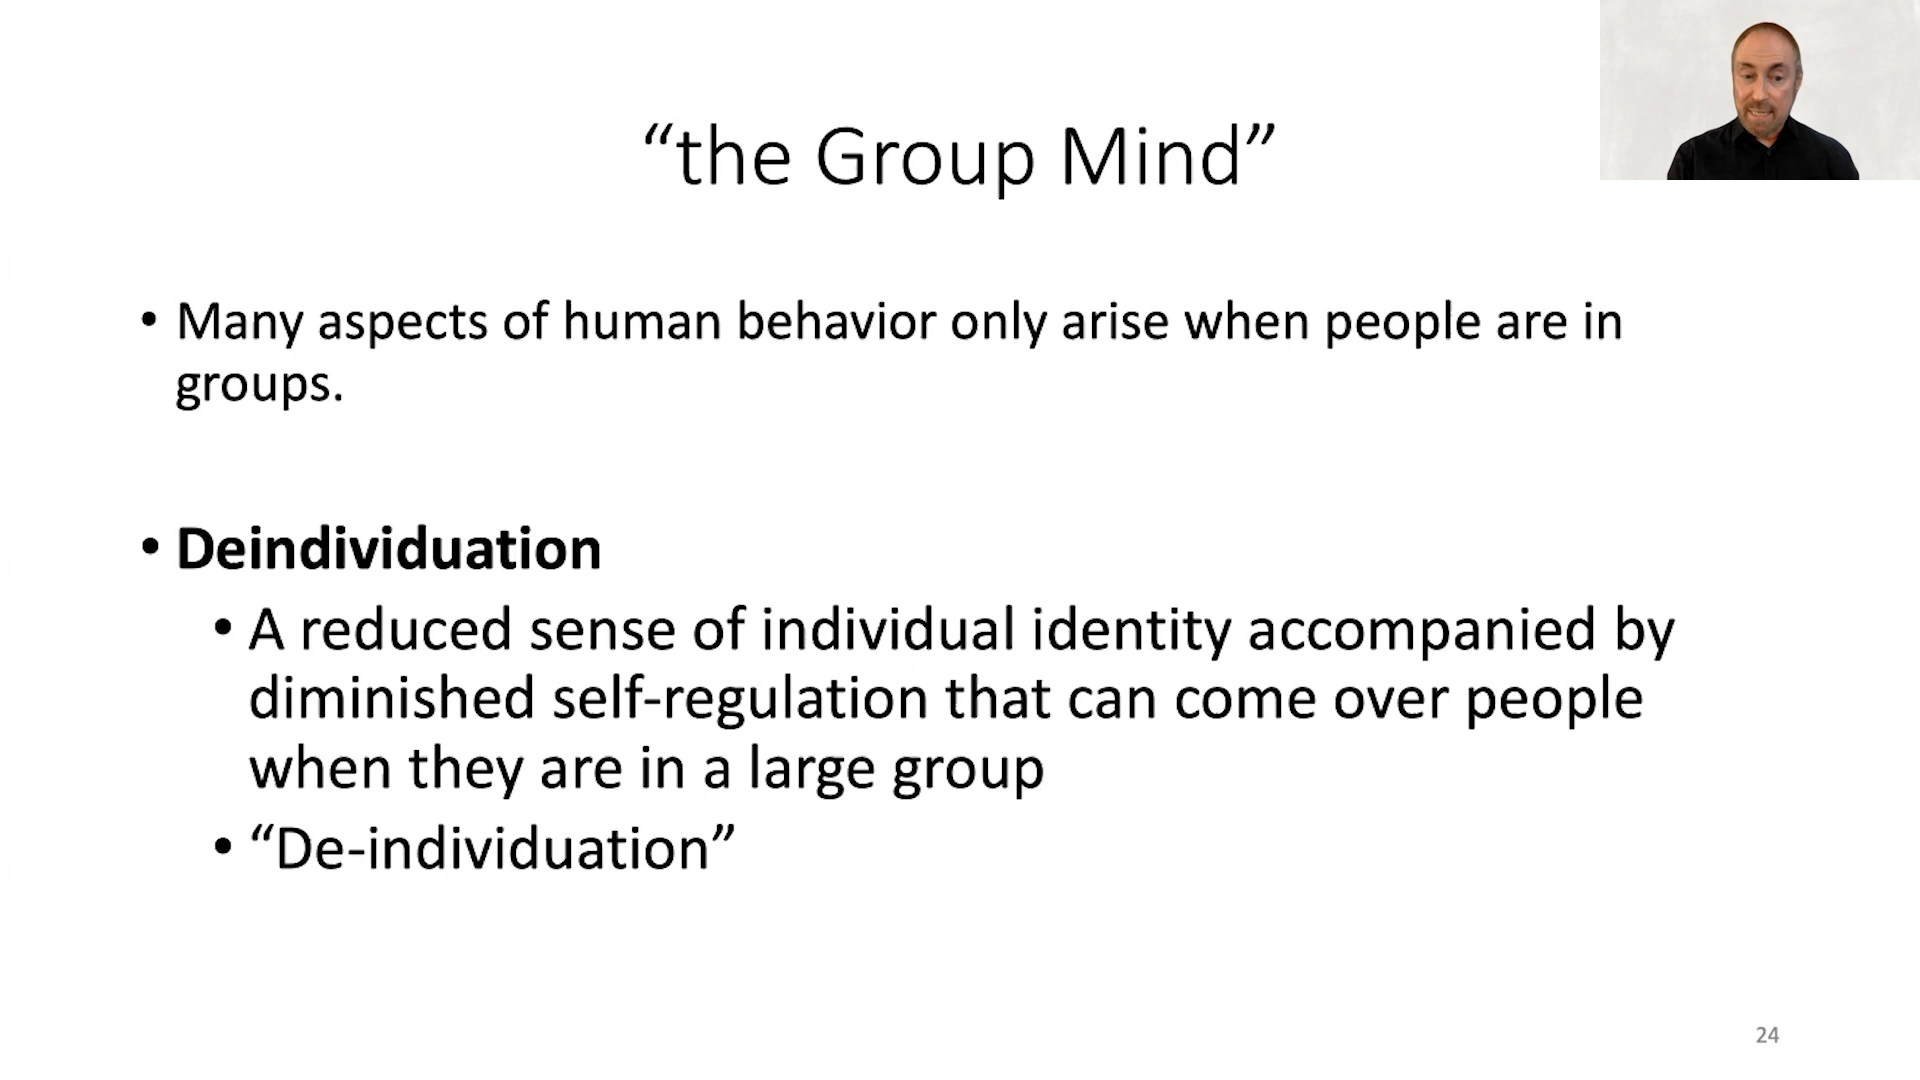 “the Group Mind”
• Many aspects of human behavior only arise when people are in
groups.
• Deindividuation
• A reduced sense of individual identity accompanied by
diminished self-regulation that can come over people
when they are in a large group
• “De-individuation”
24